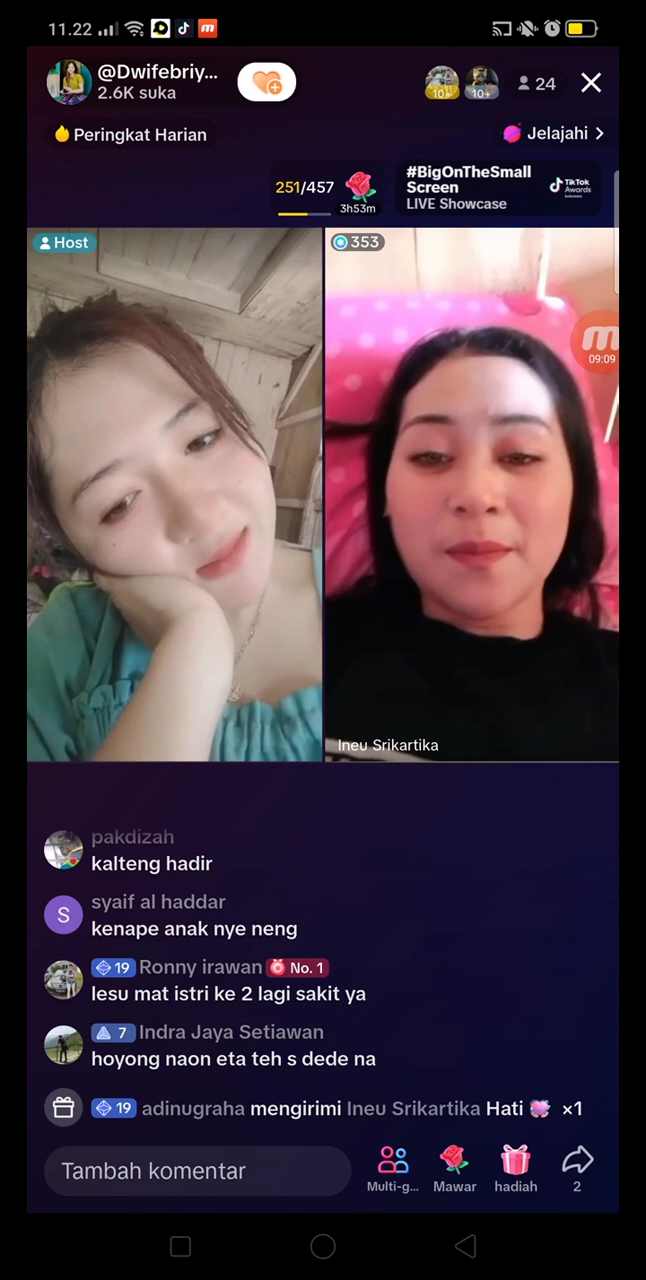 11.22
@Dwifebriy...
2.6K suka
10+
10+
24
Peringkat Harian
Jelajahi >
251/457
3h53m
#BigOnTheSmall
Screen
LIVE Showcase
TikTok
Awards
Host
353
09:09
Ineu Srikartika
pakdizah
kalteng hadir
S
syaif al haddar
kenape anak nye neng
19 Ronny irawan No. 1
lesu mat istri ke 2 lagi sakit ya
7 Indra Jaya Setiawan
hoyong naon eta teh s dede na
19 adinugraha mengirimi Ineu Srikartika Hati ×1
Tambah komentar
Multi-g...
Mawar
hadiah
2